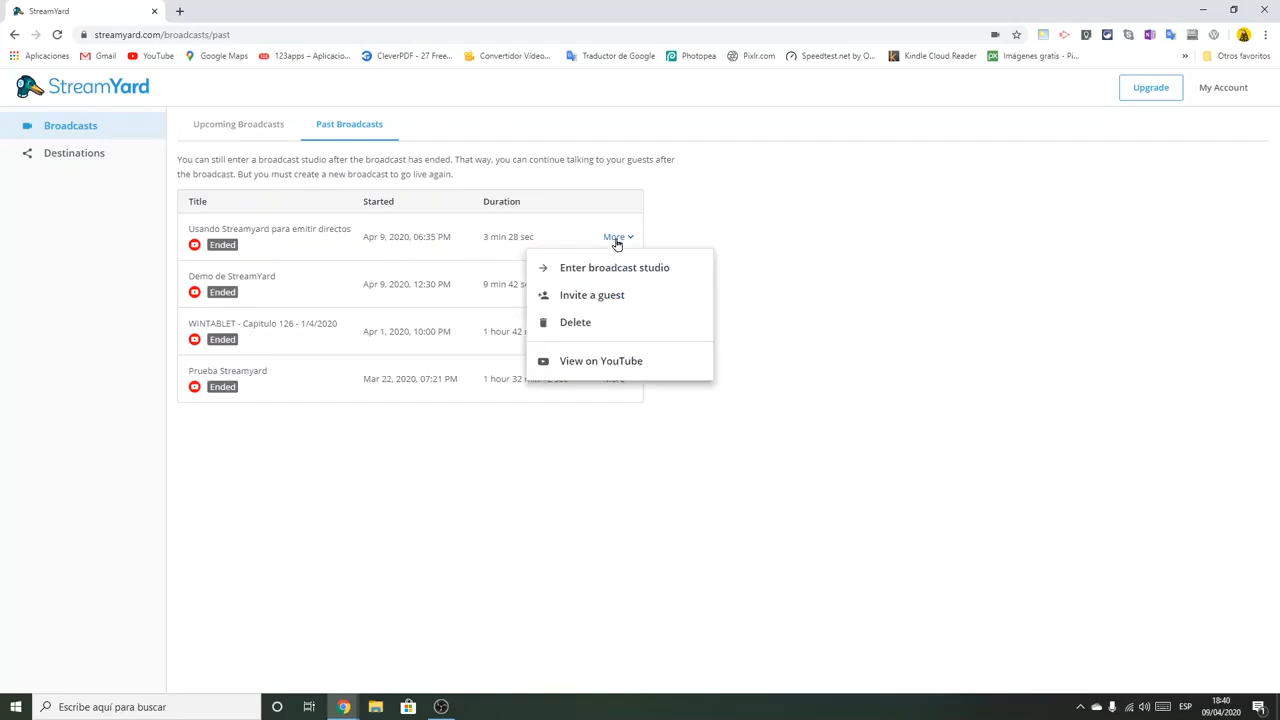 StreamYard
streamyard.com/broadcasts/past
Aplicaciones
Gmail
YouTube
Google Maps
123apps – Aplicacio...
CleverPDF - 27 Free...
Convertidor Vídeo...
Traductor de Google
Photopea
Pixlr.com
Speedtest.net by O...
Kindle Cloud Reader
Imágenes gratis - Pi...
»
Otros favoritos
StreamYard
Upgrade
My Account
Broadcasts
Destinations
Upcoming Broadcasts
Past Broadcasts
You can still enter a broadcast studio after the broadcast has ended. That way, you can continue talking to your guests after
the broadcast. But you must create a new broadcast to go live again.
Title Started Duration
Usando Streamyard para emitir directos
Ended
Apr 9, 2020, 06:35 PM
3 min 28 sec
More
Demo de StreamYard
Ended
Apr 9, 2020, 12:30 PM
9 min 42 s
WINTABLET - Capitulo 126 - 1/4/2020
Ended
Apr 1, 2020, 10:00 PM
1 hour 42
Prueba Streamyard
Ended
Mar 22, 2020, 07:21 PM
1 hour 32
Enter broadcast studio
Invite a guest
Delete
View on YouTube
Escribe aquí para buscar
ESP
18:40
09/04/2020